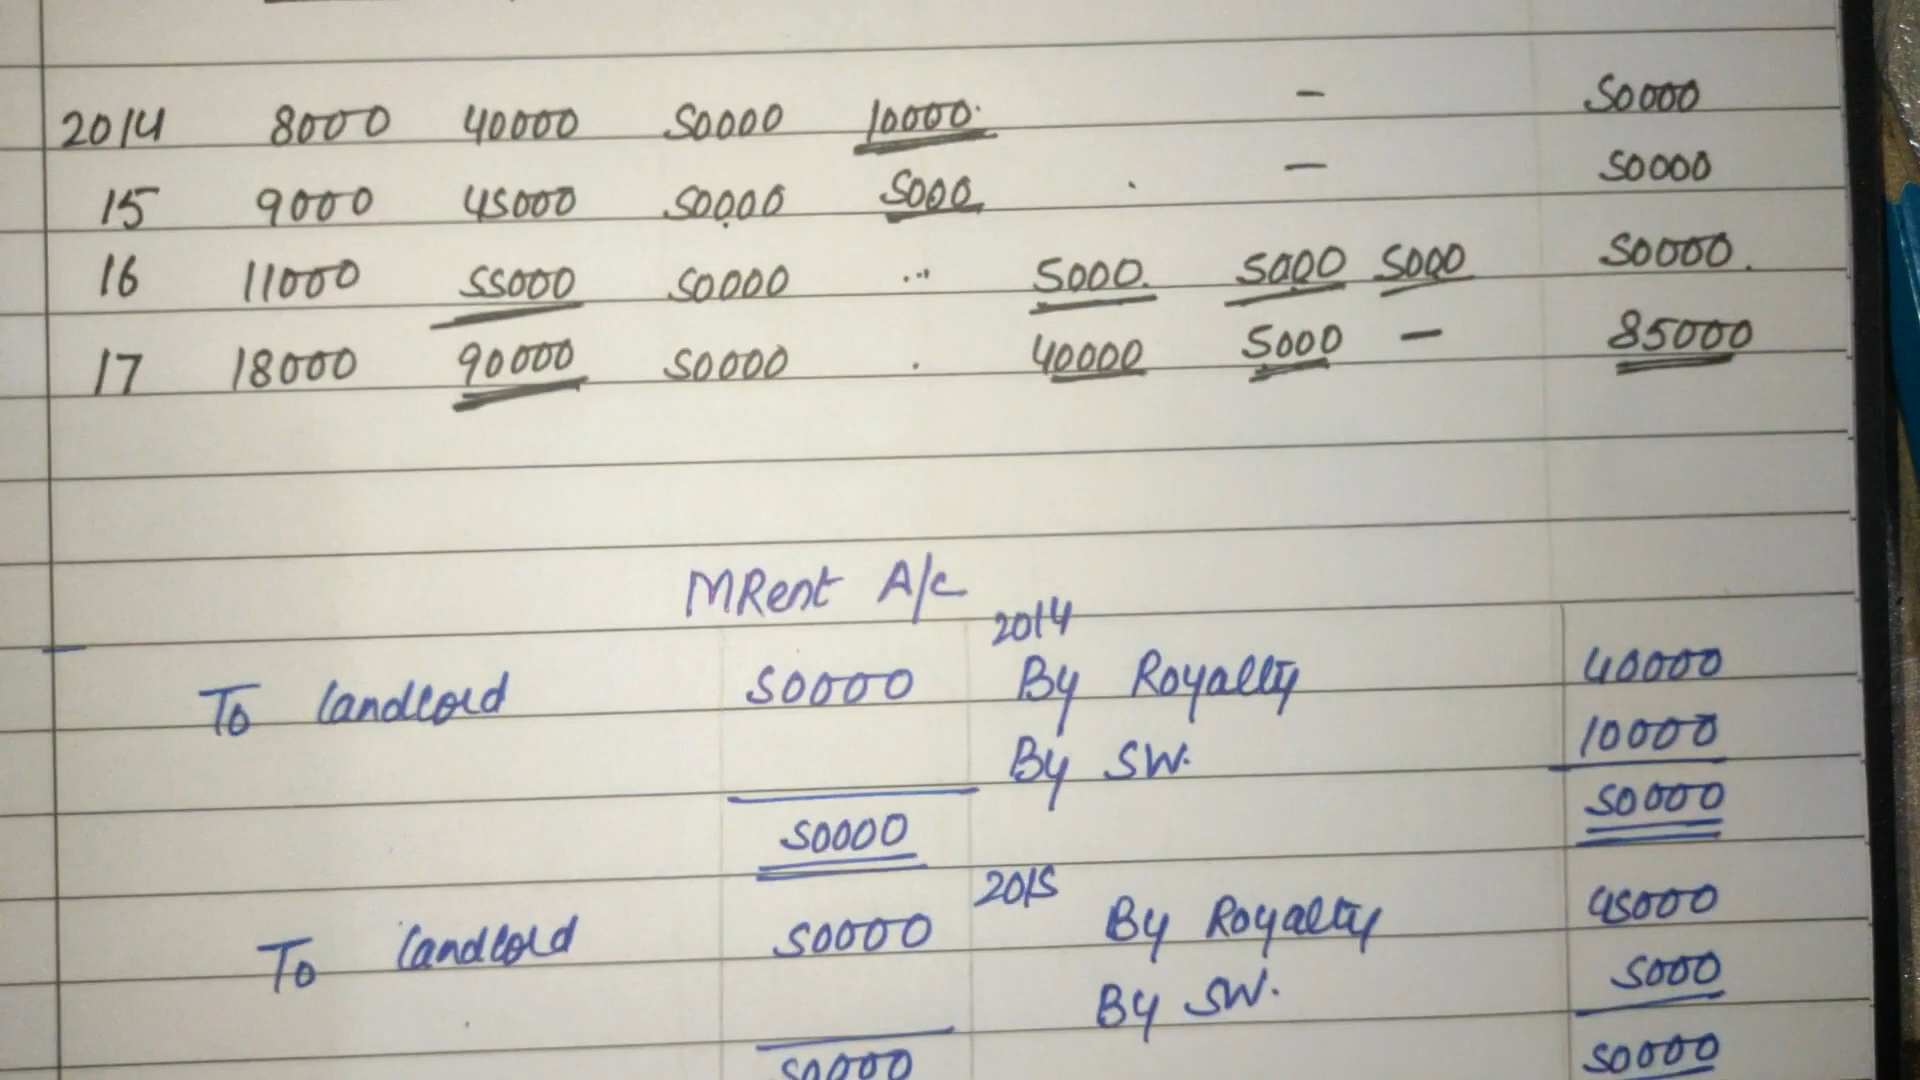 2014 8000 40000 50000 10000. - 50000
15 9000 45000 50000 5000 - 50000
16 11000 55000 50000 ... 5000. 5000 5000 50000.
17 18000 90000 50000 . 40000 5000 - 85000
MRent A/c
2014
To landlord 50000 By Royalty 40000
By SW. 10000
50000 50000
2015
To landlord 50000 By Royalty 45000
By SW. 5000
50000 50000